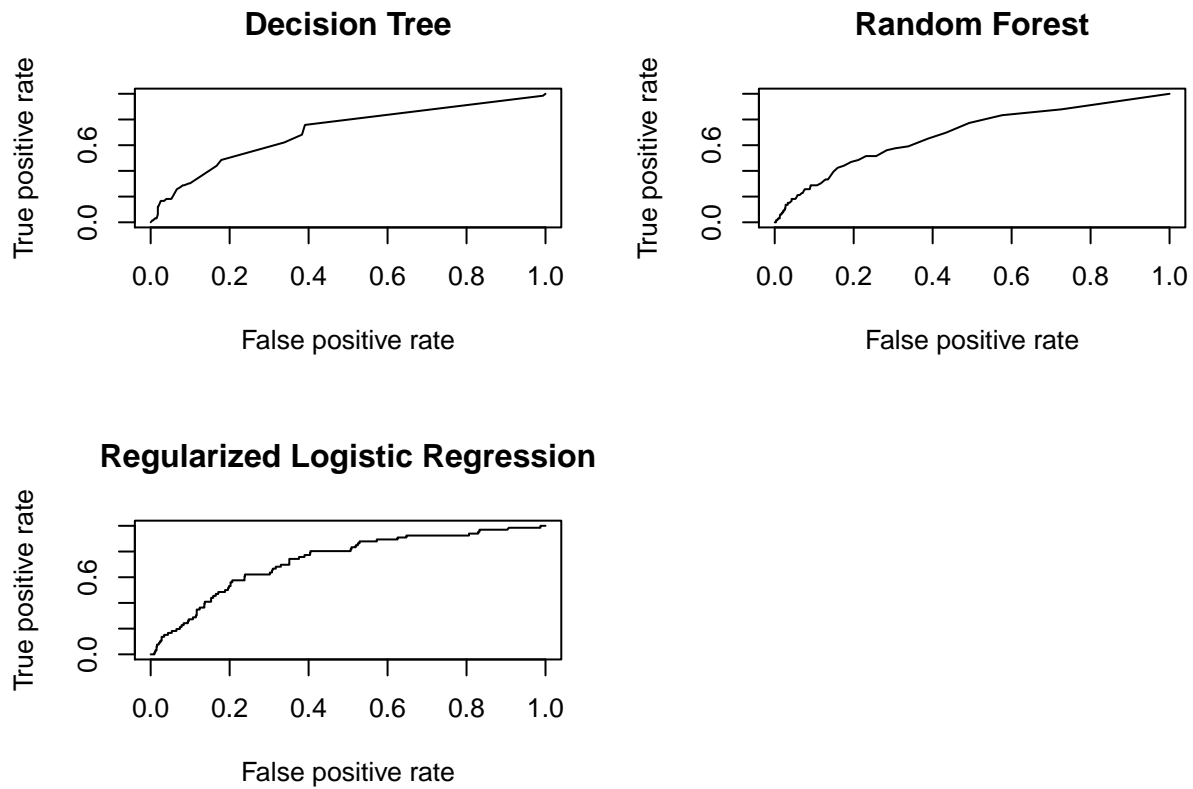 Decision Tree
True positive rate
0.0 0.6
0.0 0.2 0.4 0.6 0.8 1.0
False positive rate
Random Forest
True positive rate
0.0 0.6
0.0 0.2 0.4 0.6 0.8 1.0
False positive rate
Regularized Logistic Regression
True positive rate
0.0 0.6
0.0 0.2 0.4 0.6 0.8 1.0
False positive rate